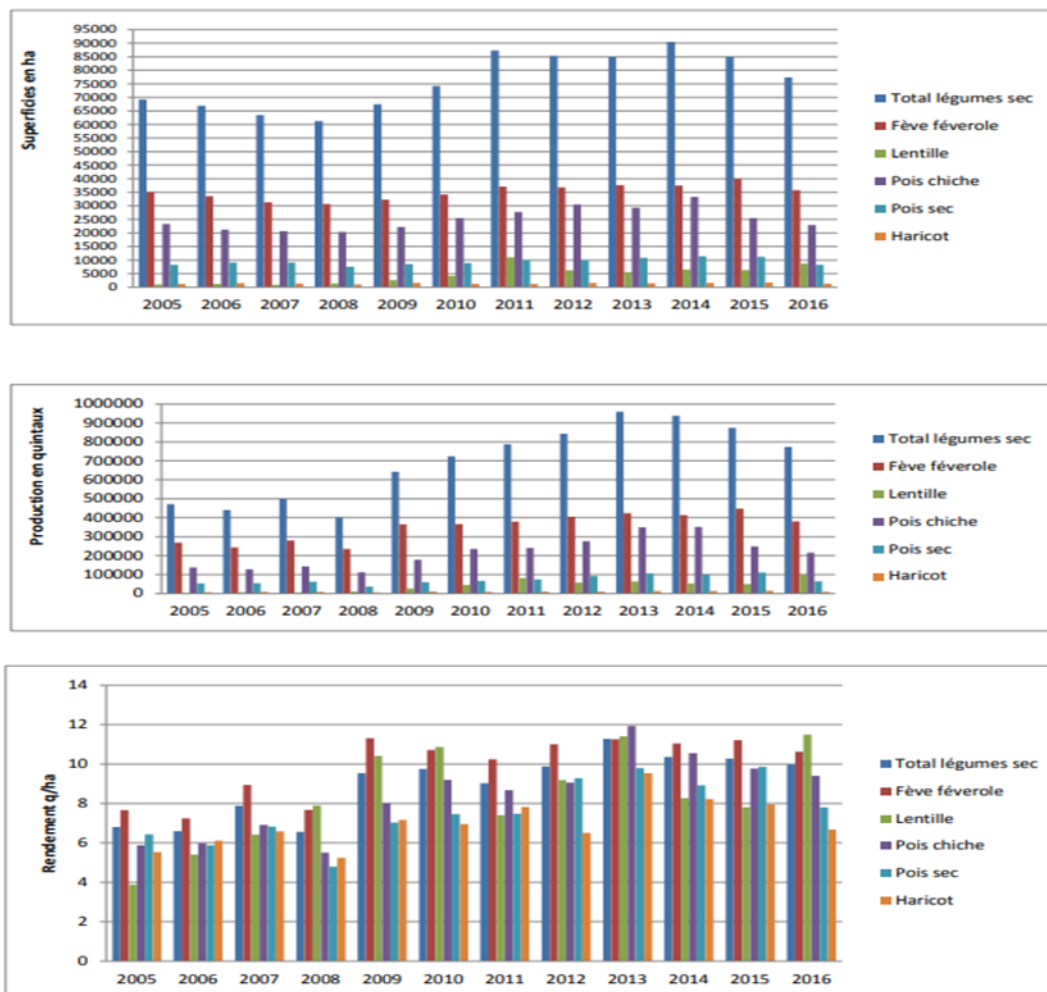 Superficies en ha
95000
90000
85000
80000
75000
70000
65000
60000
55000
50000
45000
40000
35000
30000
25000
20000
15000
10000
5000
0
2005 2006 2007 2008 2009 2010 2011 2012 2013 2014 2015 2016
Total légumes sec
Fève féverole
Lentille
Pois chiche
Pois sec
Haricot
Production en quintaux
1000000
900000
800000
700000
600000
500000
400000
300000
200000
100000
0
2005 2006 2007 2008 2009 2010 2011 2012 2013 2014 2015 2016
Total légumes sec
Fève féverole
Lentille
Pois chiche
Pois sec
Haricot
Rendement q/ha
14
12
10
8
6
4
2
0
2005 2006 2007 2008 2009 2010 2011 2012 2013 2014 2015 2016
Total légumes sec
Fève féverole
Lentille
Pois chiche
Pois sec
Haricot